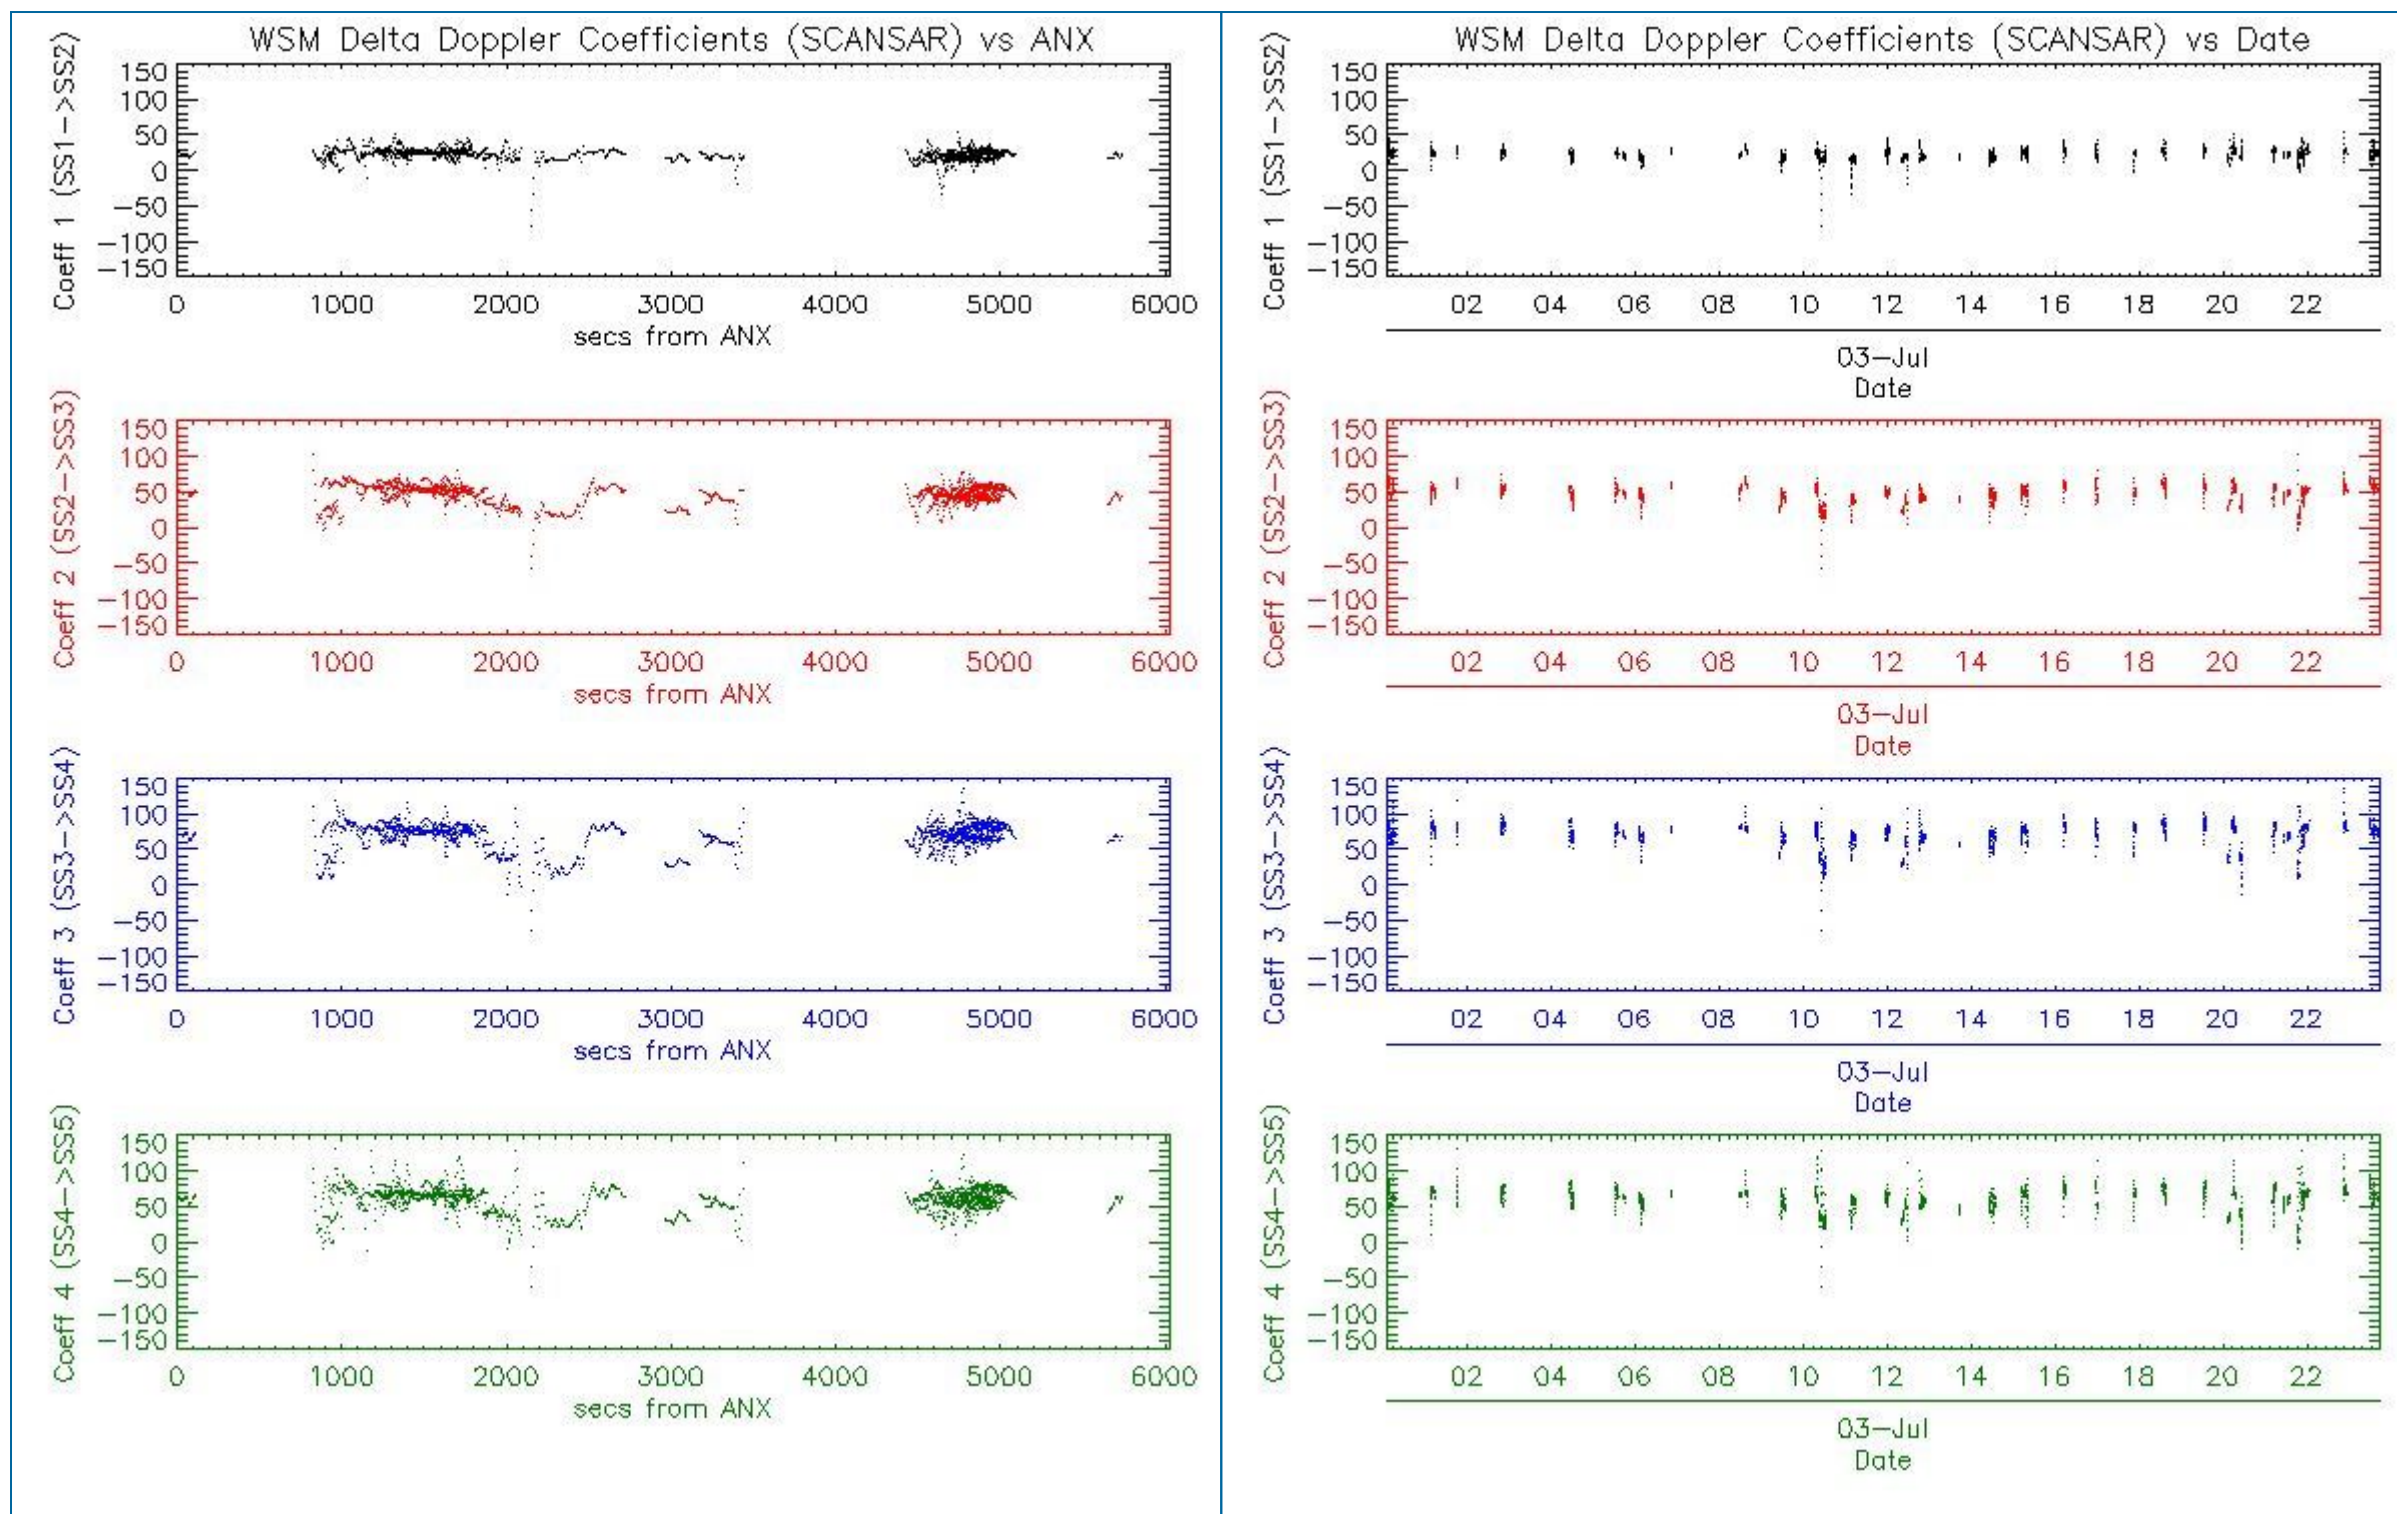 WSM Delta Doppler Coefficients (SCANSAR) vs ANX
Coeff 1 (SS1->SS2)
150
100
50
0
-50
-100
-150
0 1000 2000 3000 4000 5000 6000
secs from ANX
Coeff 2 (SS2->SS3)
150
100
50
0
-50
-100
-150
0 1000 2000 3000 4000 5000 6000
secs from ANX
Coeff 3 (SS3->SS4)
150
100
50
0
-50
-100
-150
0 1000 2000 3000 4000 5000 6000
secs from ANX
Coeff 4 (SS4->SS5)
150
100
50
0
-50
-100
-150
0 1000 2000 3000 4000 5000 6000
secs from ANX
WSM Delta Doppler Coefficients (SCANSAR) vs Date
Coeff 1 (SS1->SS2)
150
100
50
0
-50
-100
-150
02 04 06 08 10 12 14 16 18 20 22
03-Jul
Date
Coeff 2 (SS2->SS3)
150
100
50
0
-50
-100
-150
02 04 06 08 10 12 14 16 18 20 22
03-Jul
Date
Coeff 3 (SS3->SS4)
150
100
50
0
-50
-100
-150
02 04 06 08 10 12 14 16 18 20 22
03-Jul
Date
Coeff 4 (SS4->SS5)
150
100
50
0
-50
-100
-150
02 04 06 08 10 12 14 16 18 20 22
03-Jul
Date